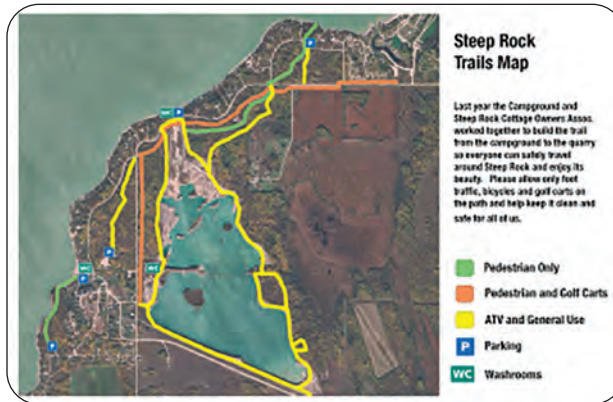 Steep Rock
Trails Map
Last year the Campground and
Steep Rock Cottage Owners Assoc.
worked together to build the trail
from the campground to the quarry
so everyone can safely travel
around Steep Rock and enjoy its
beauty. Please allow only foot
traffic, bicycles and golf carts on
the path and help keep it clean and
safe for all of us.
Pedestrian Only
Pedestrian and Golf Carts
ATV and General Use
P Parking
WC Washrooms
P
WC P
P
WC
WC
P
P